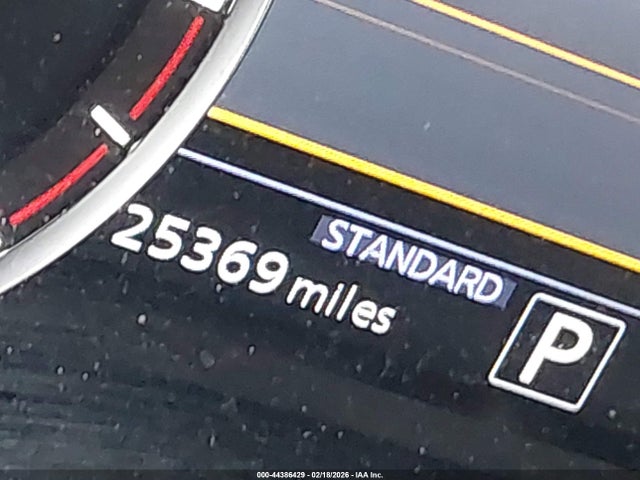 STANDARD
25369 miles
P
000-44386429 - 02/18/2026 - IAA Inc.